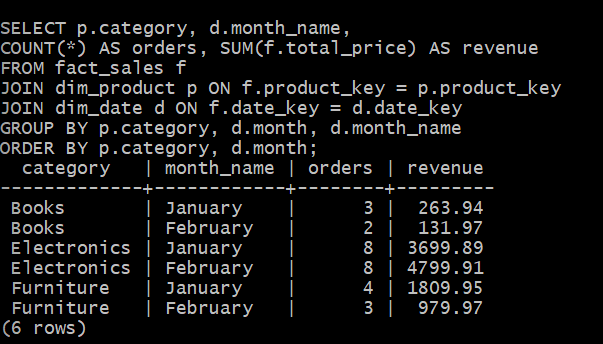 SELECT p.category, d.month_name,
COUNT(*) AS orders, SUM(f.total_price) AS revenue
FROM fact_sales f
JOIN dim_product p ON f.product_key = p.product_key
JOIN dim_date d ON f.date_key = d.date_key
GROUP BY p.category, d.month, d.month_name
ORDER BY p.category, d.month;
  category   | month_name | orders | revenue
-------------+------------+--------+---------
 Books       | January    |      3 |  263.94
 Books       | February   |      2 |  131.97
 Electronics | January    |      8 | 3699.89
 Electronics | February   |      8 | 4799.91
 Furniture   | January    |      4 | 1809.95
 Furniture   | February   |      3 |  979.97
(6 rows)